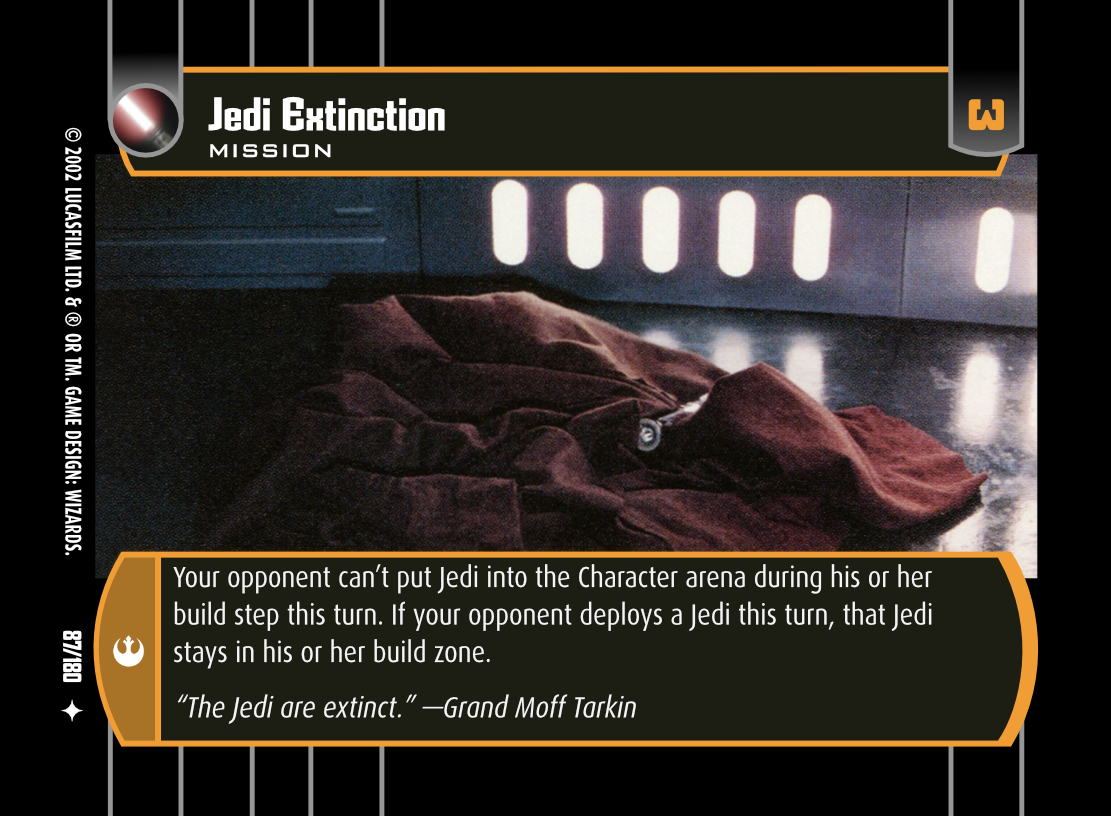 Jedi Extinction
MISSION
3
© 2002 LUCASFILM LTD. & ® OR TM. GAME DESIGN: WIZARDS.
87/180
Your opponent can't put Jedi into the Character arena during his or her
build step this turn. If your opponent deploys a Jedi this turn, that Jedi
stays in his or her build zone.
“The Jedi are extinct.” —Grand Moff Tarkin